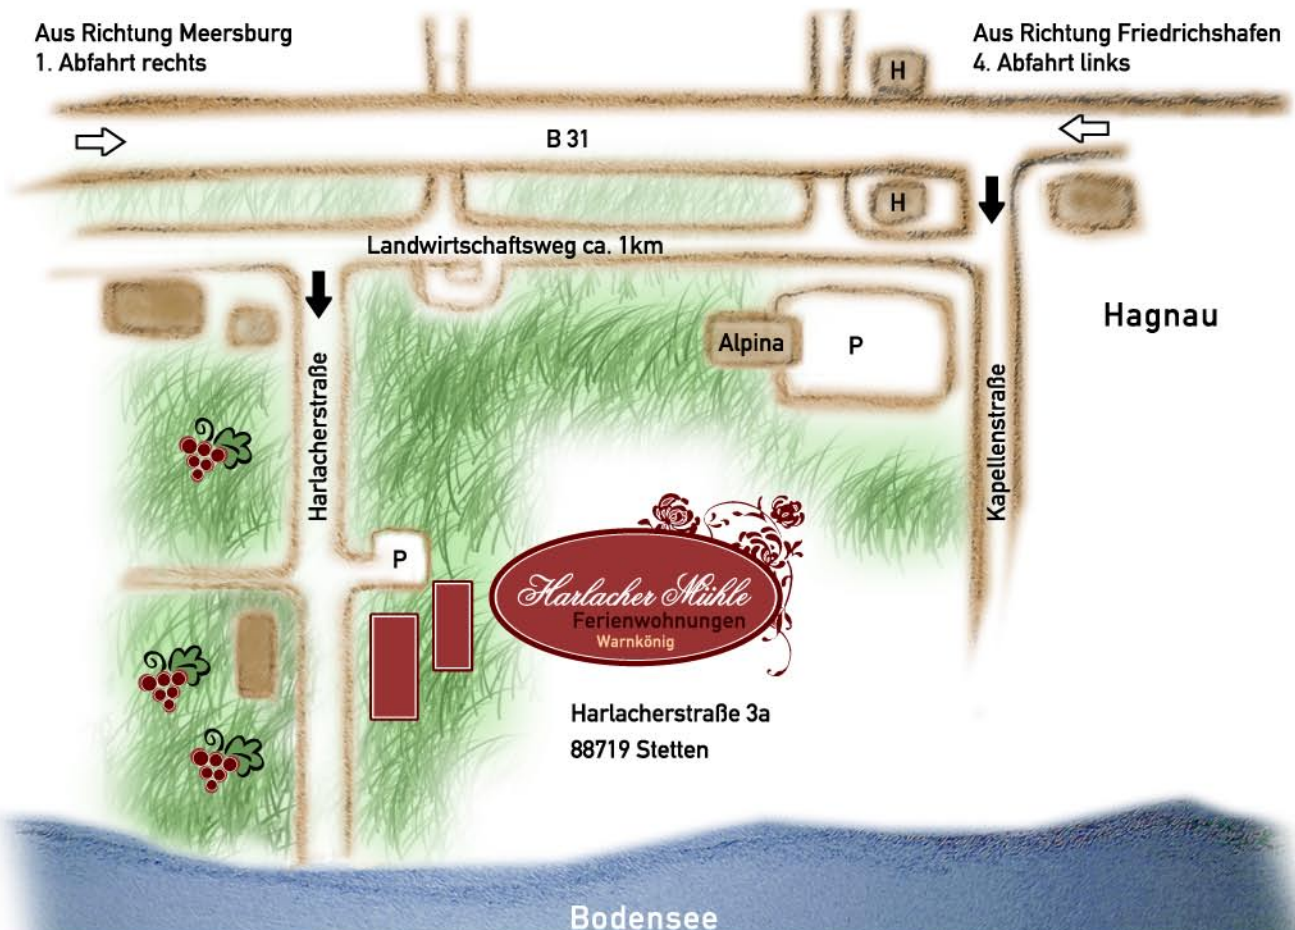 Aus Richtung Meersburg
1. Abfahrt rechts
Aus Richtung Friedrichshafen
4. Abfahrt links
H
B 31
H
Landwirtschaftsweg ca. 1km
Hagnau
Alpina
P
Harlacherstraße
Kapellenstraße
P
Harlacher Mühle
Ferienwohnungen
Warnkönig
Harlacherstraße 3a
88719 Stetten
Bodensee